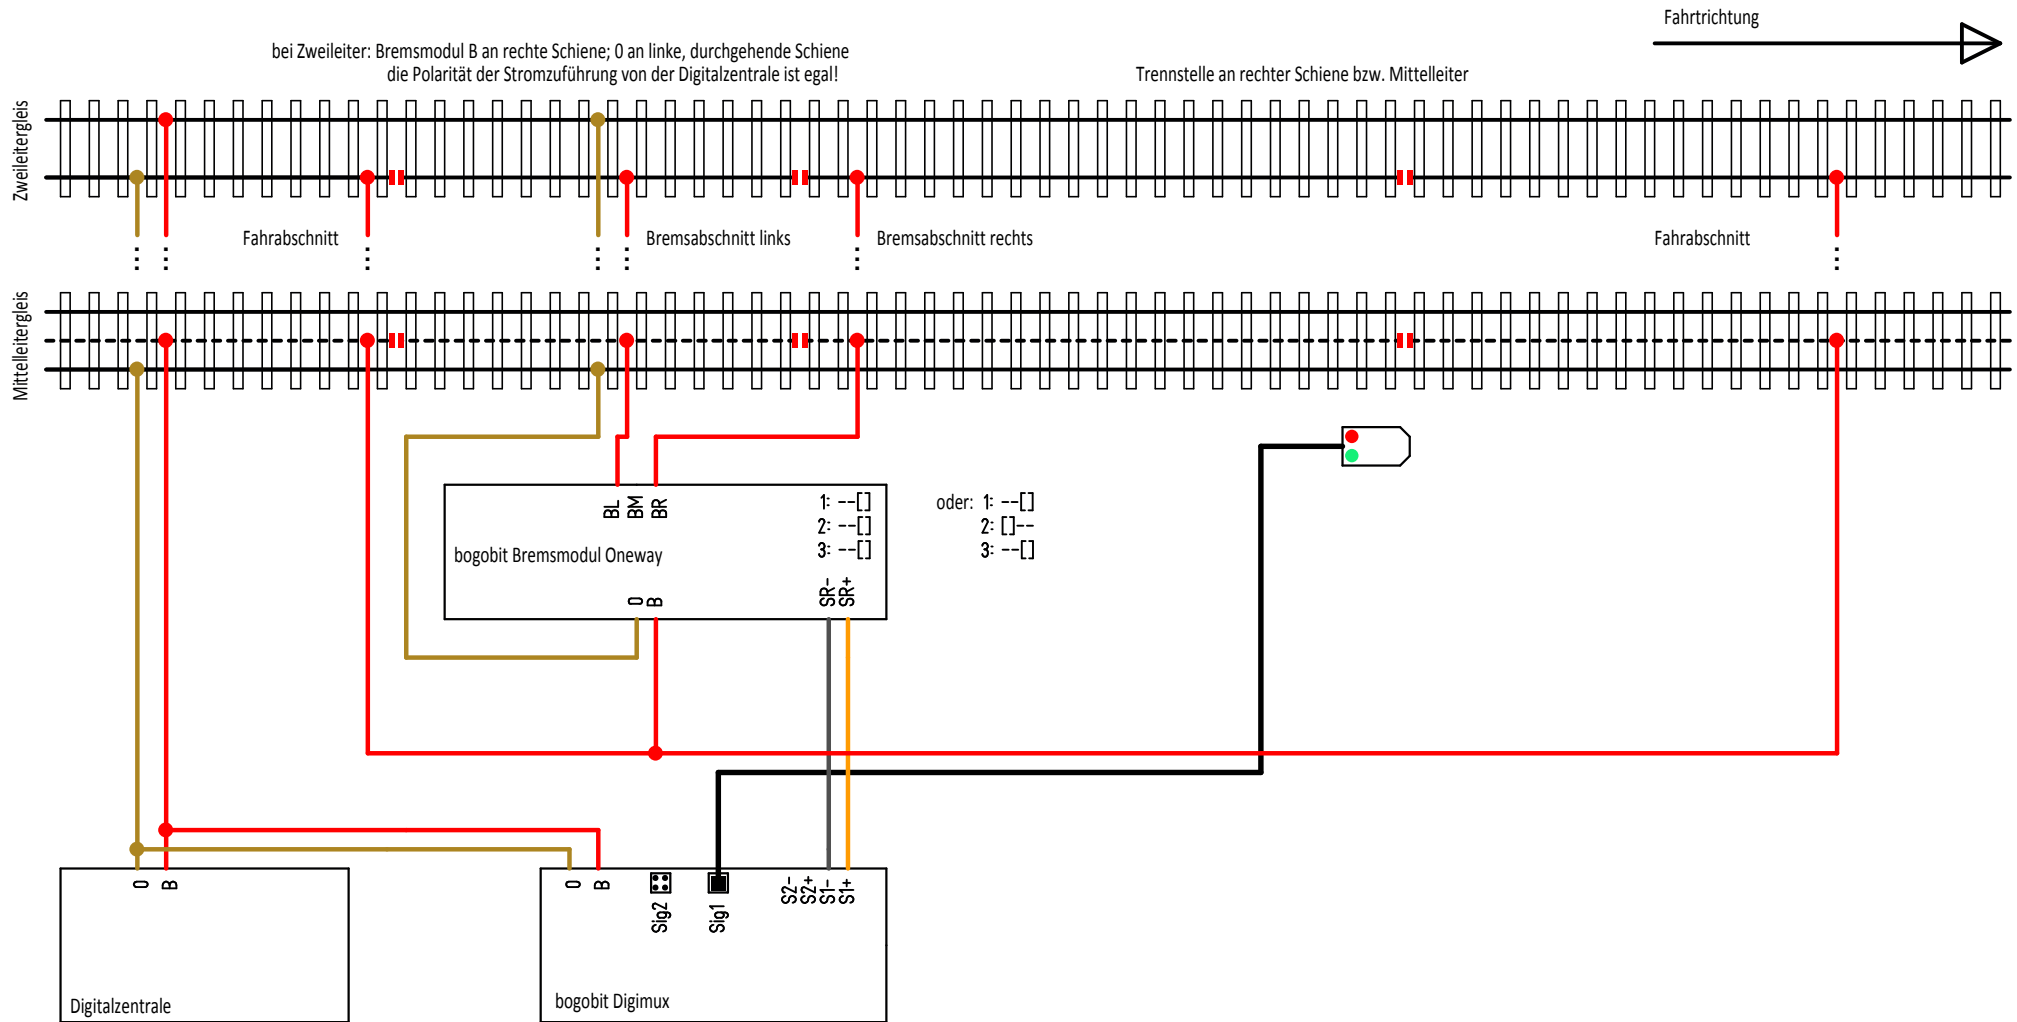 Fahrtrichtung
bei Zweileiter: Bremsmodul B an rechte Schiene; 0 an linke, durchgehende Schiene
die Polarität der Stromzuführung von der Digitalzentrale ist egal!
Trennstelle an rechter Schiene bzw. Mittelleiter
Zweileitergleis
Fahrabschnitt
Bremsabschnitt links
Bremsabschnitt rechts
Fahrabschnitt
Mittelleitergleis
BL
BM
BR
1: --[]
2: --[]
3: --[]
oder: 1: --[]
2: []--
3: --[]
bogobit Bremsmodul Oneway
0
B
SR-
SR+
0
B
Digitalzentrale
0
B
Sig2
Sig1
S2-
S2+
S1-
S1+
bogobit Digimux